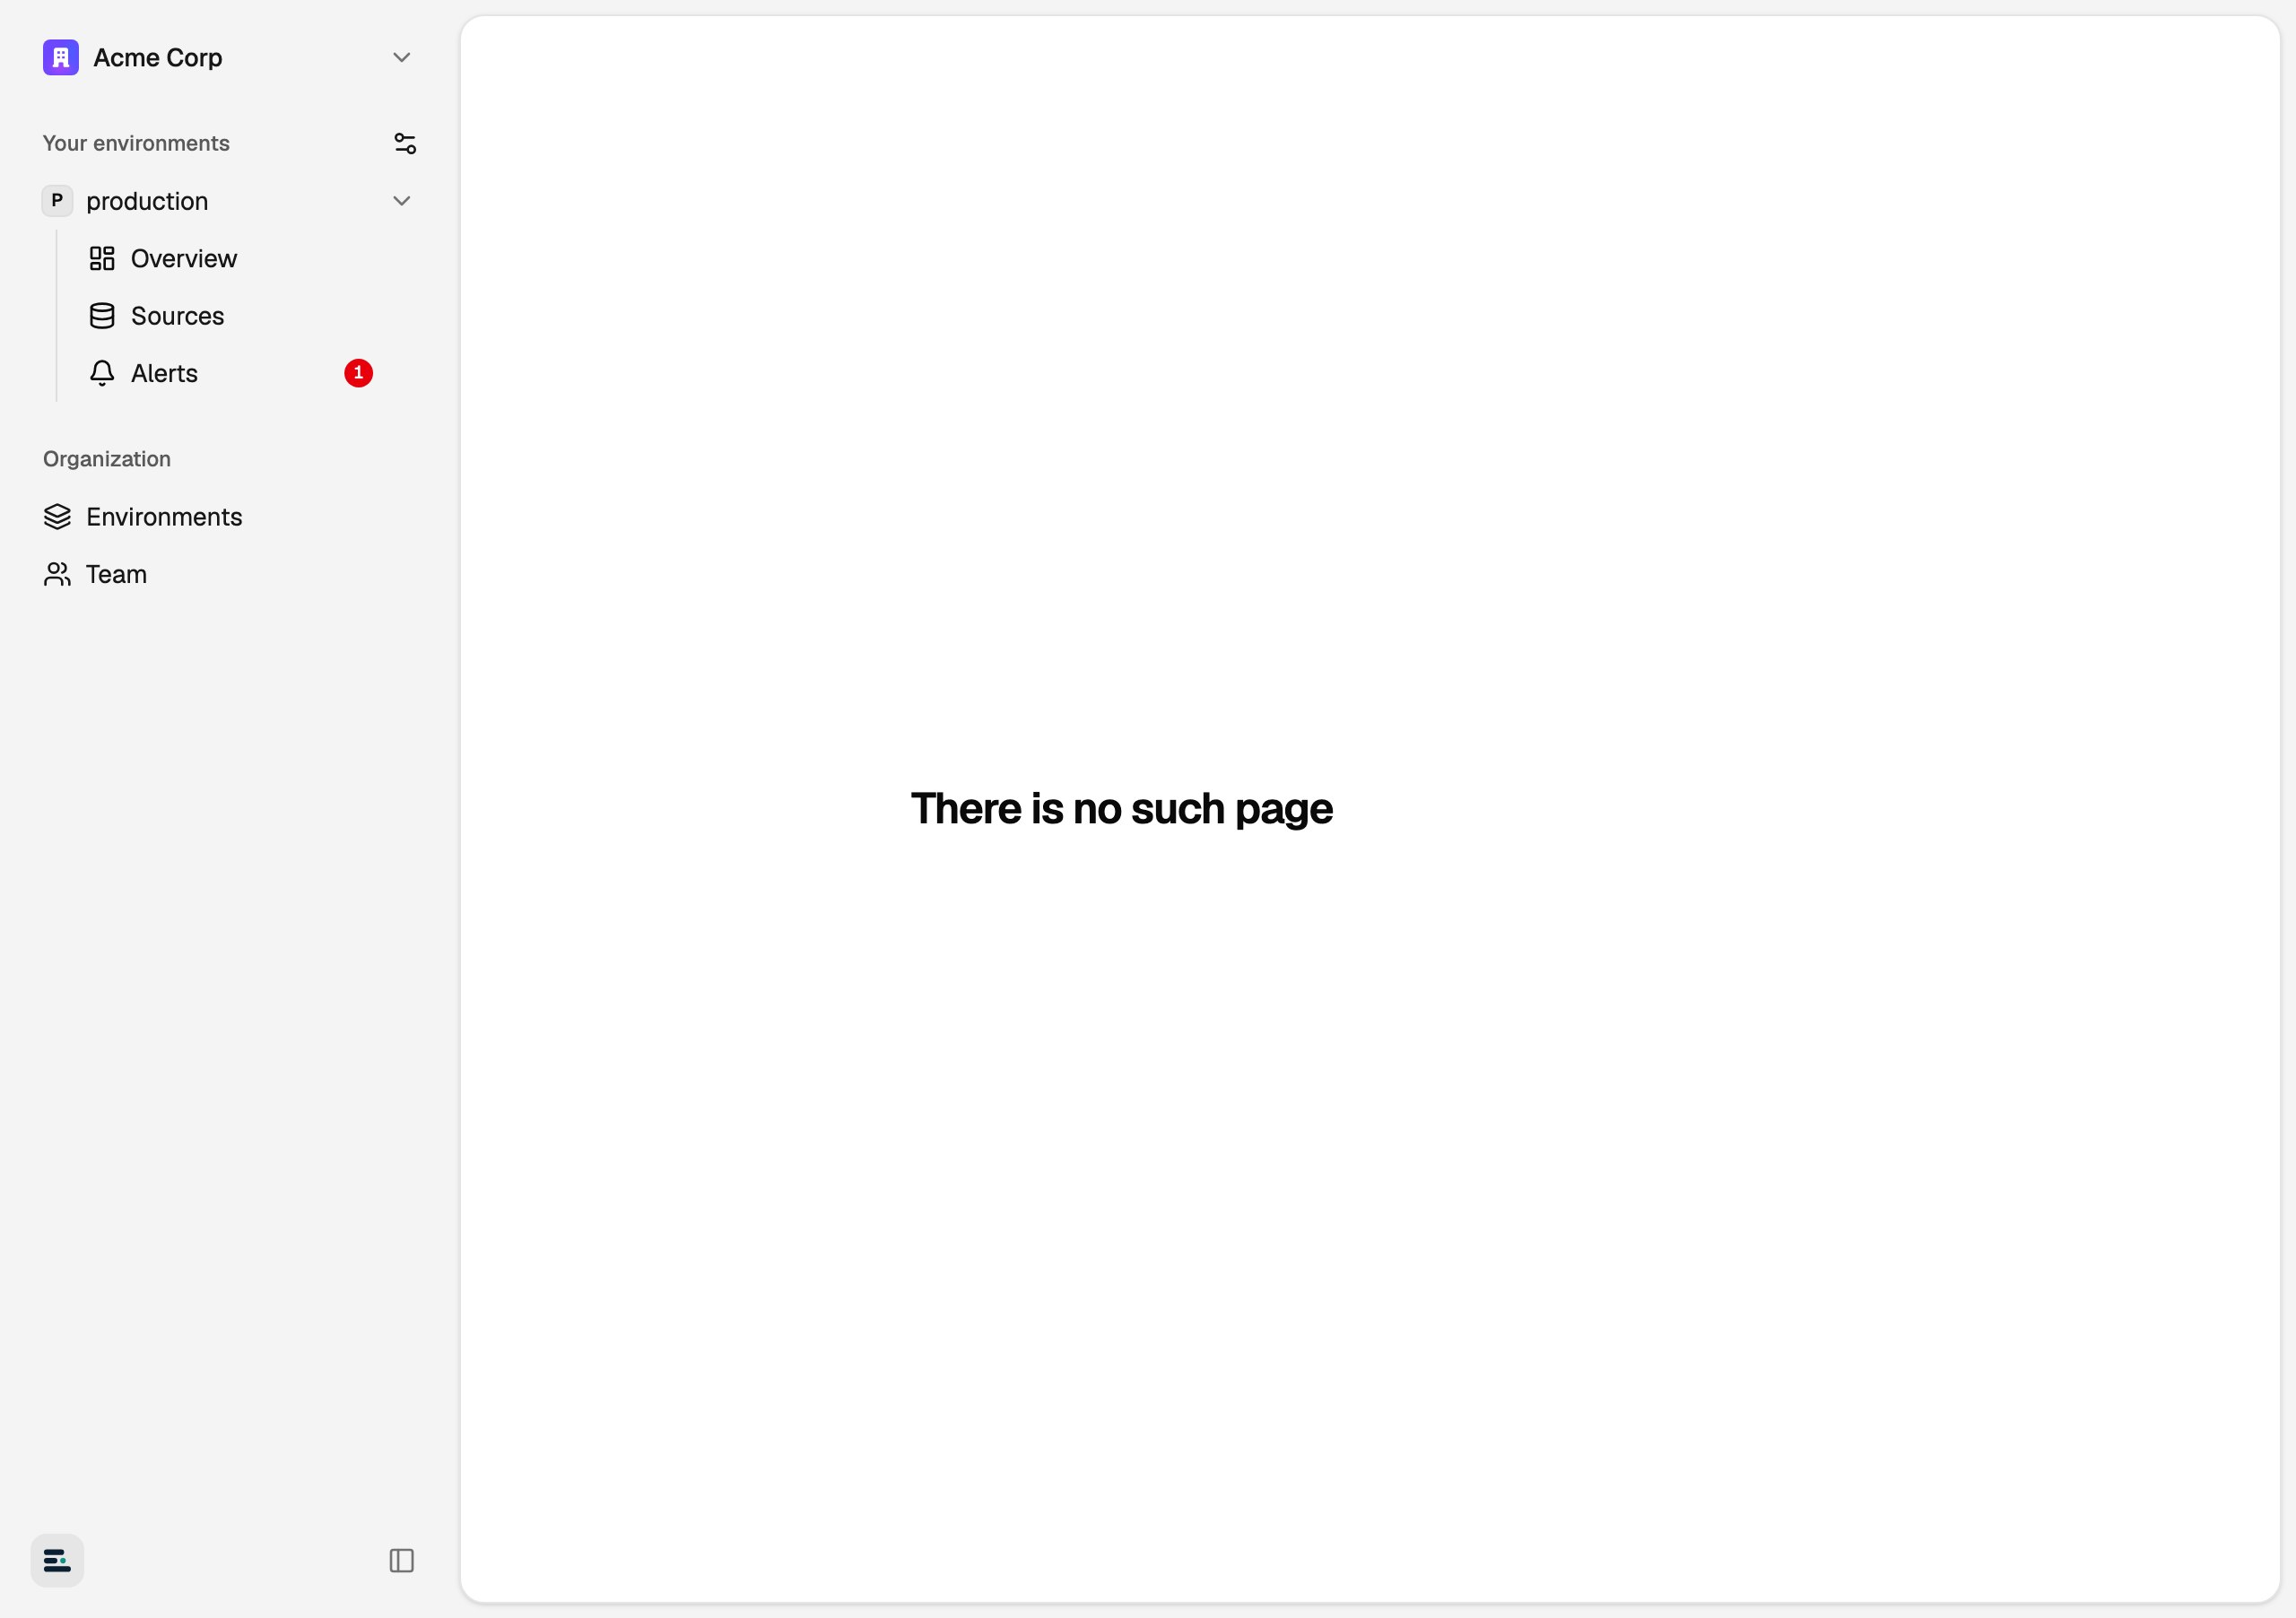 Acme Corp
Your environments
P production
Overview
Sources
Alerts 1
Organization
Environments
Team
There is no such page